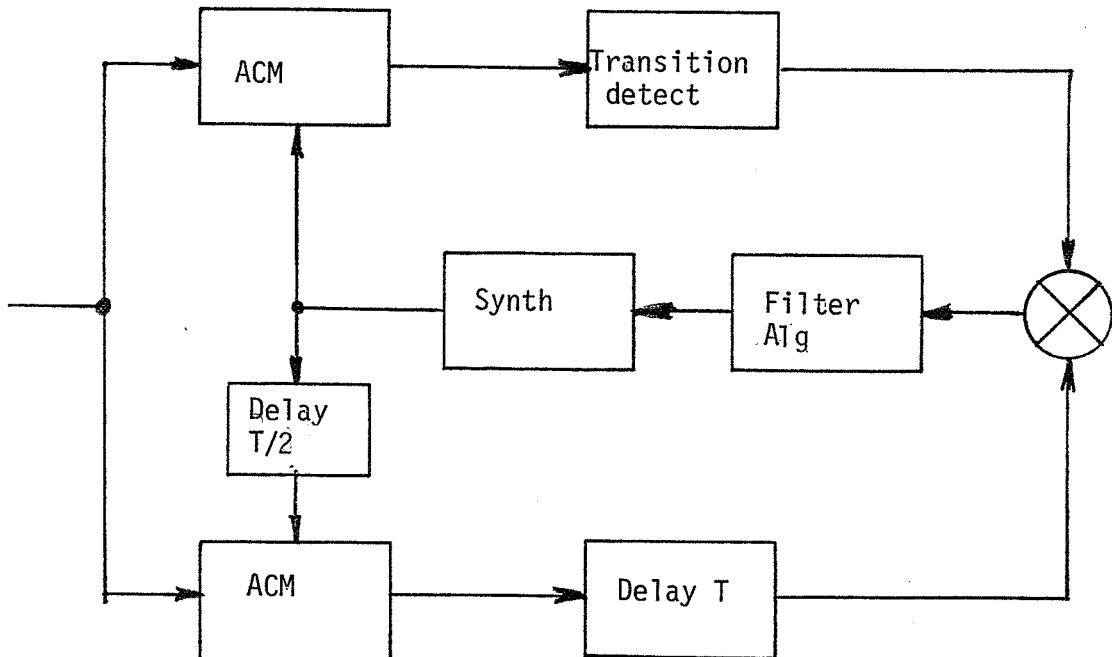 ACM
Transition
detect
Synth
Filter
Alg
Delay
T/2
ACM
Delay T